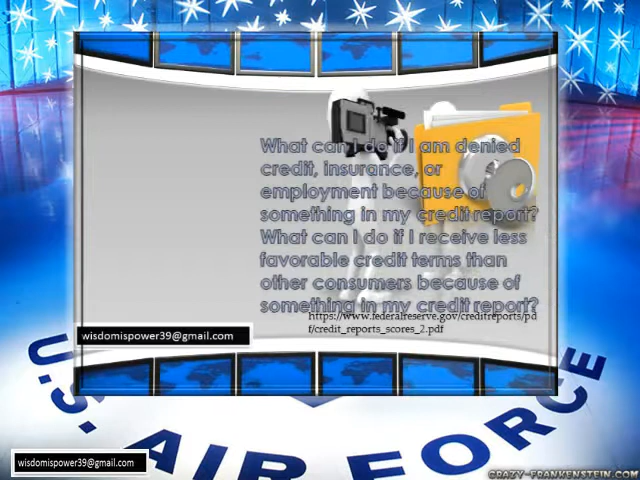 What can I do if I am denied
credit, insurance, or
employment because of
something in my credit report?
What can I do if I receive less
favorable credit terms than
other consumers because of
something in my credit report?
https://www.federalreserve.gov/creditreports/pd
f/credit_reports_scores_2.pdf
wisdomispower39@gmail.com
U.S. AIR FORCE
wisdomispower39@gmail.com
CRAZY-FRANKENSTEIN.COM